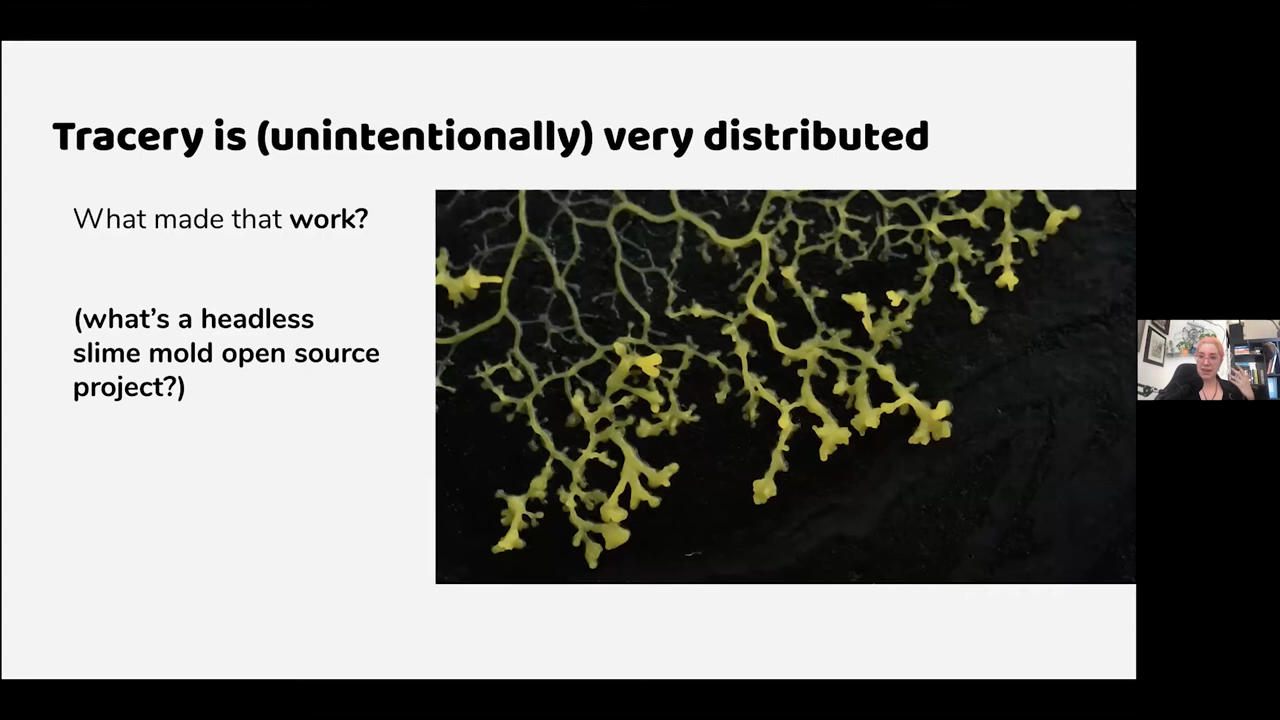 Tracery is (unintentionally) very distributed
What made that work?
(what’s a headless
slime mold open source
project?)